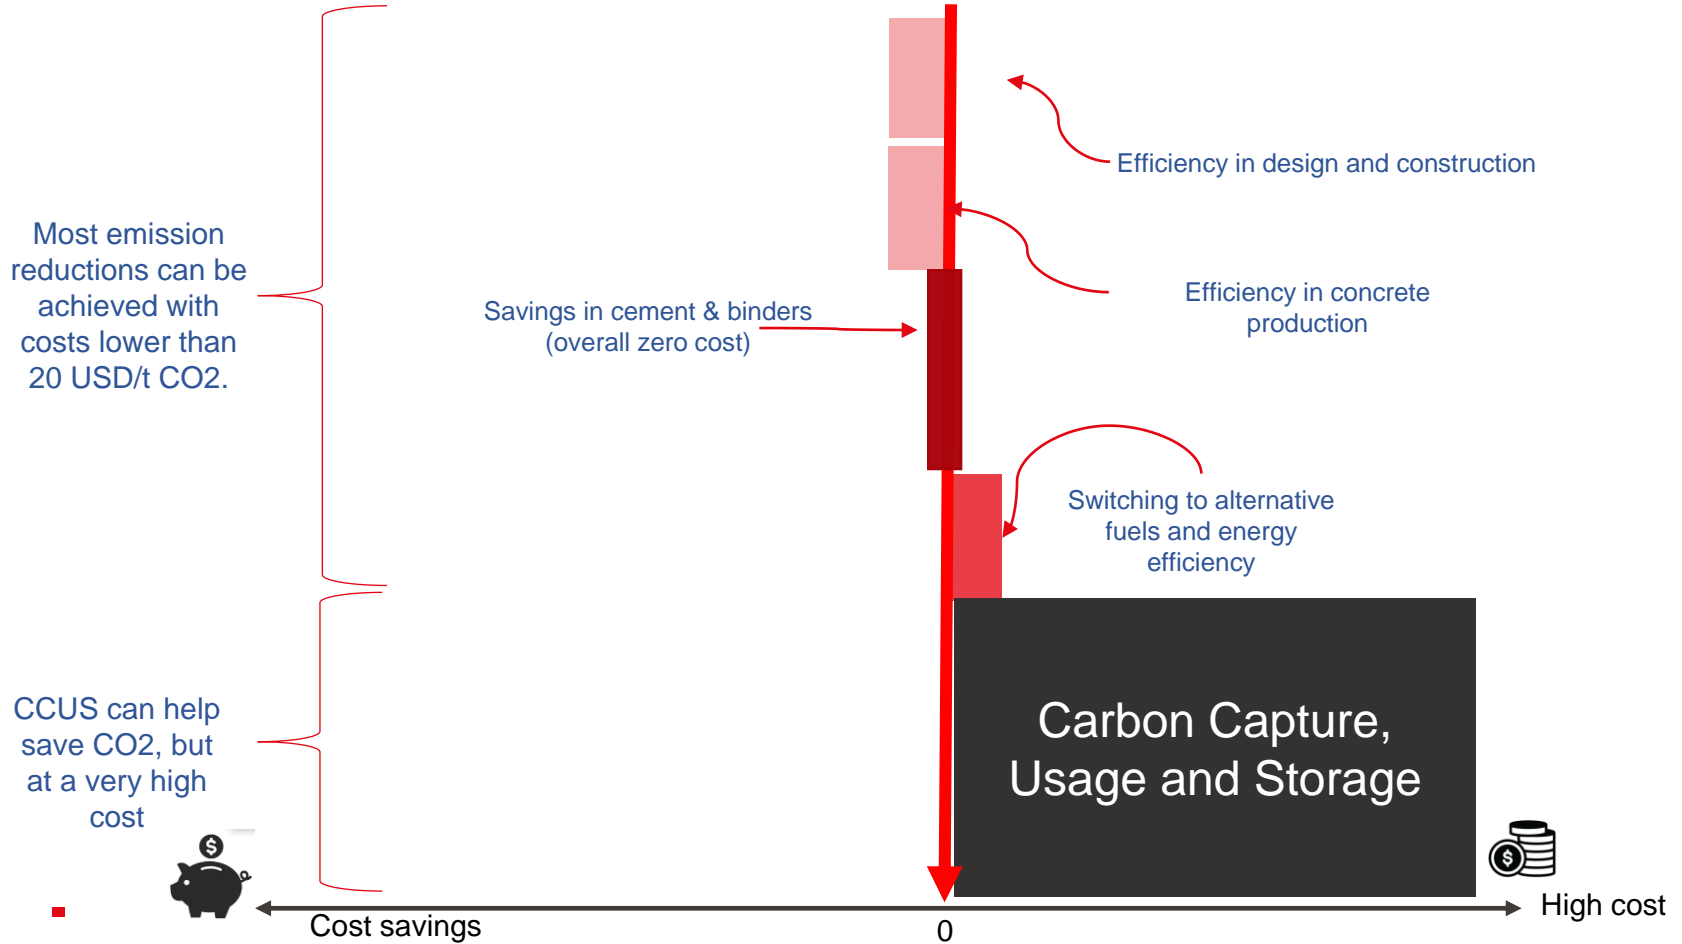 Efficiency in design and construction
Most emission
reductions can be
achieved with
costs lower than
20 USD/t CO2.
Savings in cement & binders
(overall zero cost)
Efficiency in concrete
production
Switching to alternative
fuels and energy
efficiency
CCUS can help
save CO2, but
at a very high
cost
Carbon Capture,
Usage and Storage
$
$
Cost savings
0
High cost